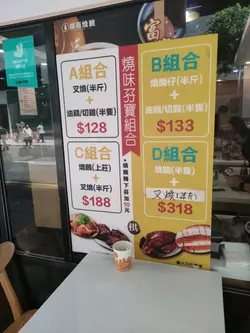 燒味孖寶組合
A組合
叉燒(半斤)
+
油雞/切雞(半隻)
$128
B組合
燒腩仔(半斤)
+
油雞/切雞(半隻)
$133
C組合
燒鵝(上莊)
+
叉燒(半斤)
$188
D組合
燒鵝(半隻)
+
叉燒(半斤)
$318